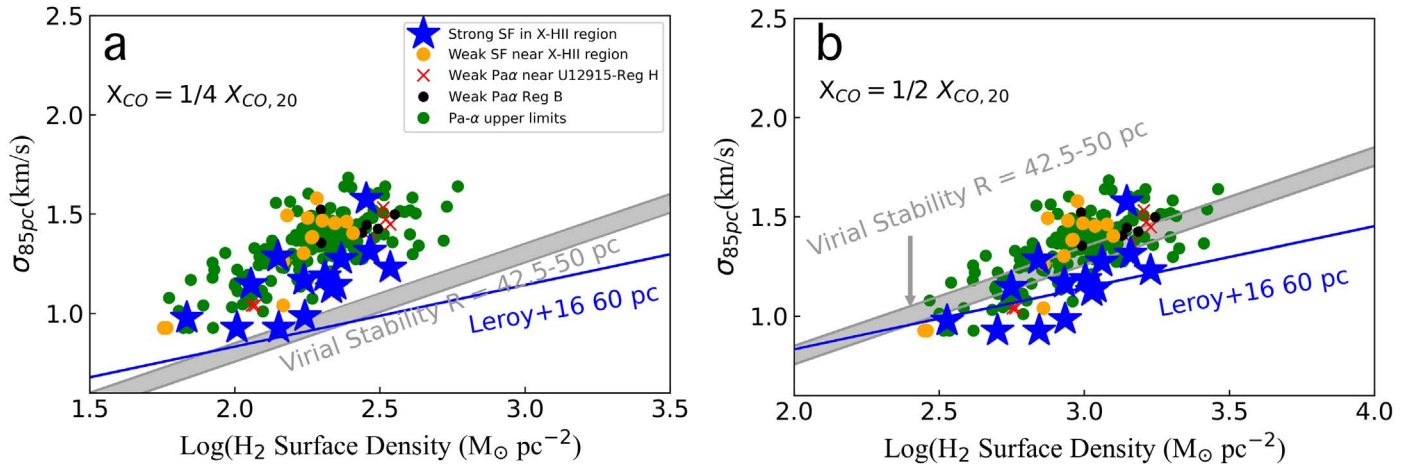 a
X_CO = 1/4 X_CO,20
Strong SF in X-HII region
Weak SF near X-HII region
Weak Paα near U12915-Reg H
Weak Paα Reg B
Pa-α upper limits
Virial Stability R = 42.5-50 pc
Leroy+16 60 pc
2.5
2.0
1.5
1.0
σ85pc(km/s)
1.5 2.0 2.5 3.0 3.5
Log(H2 Surface Density (M⊙ pc−2)
b
X_CO = 1/2 X_CO,20
Virial Stability R = 42.5-50 pc
Leroy+16 60 pc
2.5
2.0
1.5
1.0
σ85pc(km/s)
2.0 2.5 3.0 3.5 4.0
Log(H2 Surface Density (M⊙ pc−2)